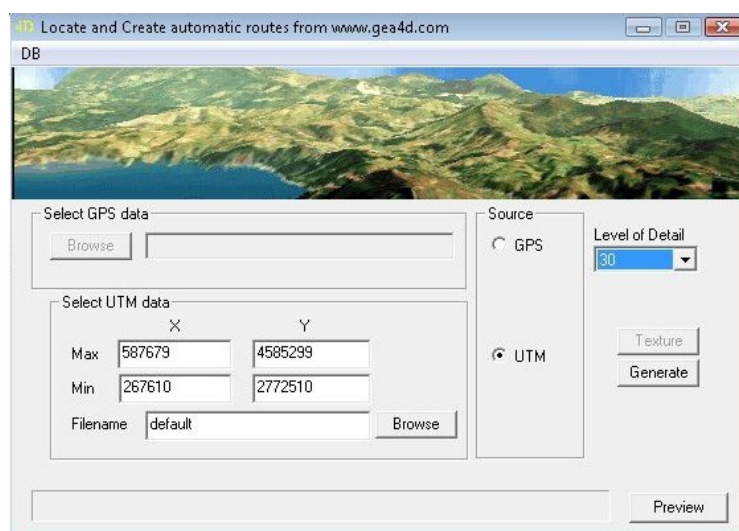 4D Locate and Create automatic routes from www.gea4d.com
DB
Select GPS data
Browse
Source
GPS
Level of Detail
30
Select UTM data
X Y
Max 587679 4585299
Min 267610 2772510
Filename default Browse
UTM
Texture
Generate
Preview